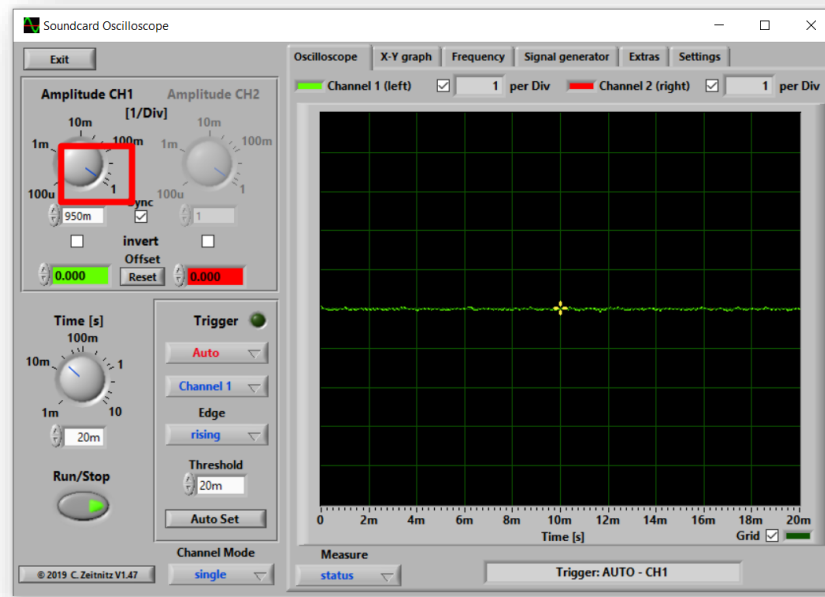 Soundcard Oscilloscope
Exit
Amplitude CH1 Amplitude CH2
[1/Div]
10m 10m
1m 100m 1m 100m
100u 1 100u 1
950m 1
invert
Offset
0.000 Reset 0.000
Time [s]
100m
10m 1
1m 10
20m
Run/Stop
© 2019 C. Zeitnitz V1.47
Trigger
Auto
Channel 1
Edge
rising
Threshold
20m
Auto Set
Channel Mode
single
Oscilloscope X-Y graph Frequency Signal generator Extras Settings
Channel 1 (left) 1 per Div Channel 2 (right) 1 per Div
0 2m 4m 6m 8m 10m 12m 14m 16m 18m 20m
Time [s]
Grid
Measure
status
Trigger: AUTO - CH1